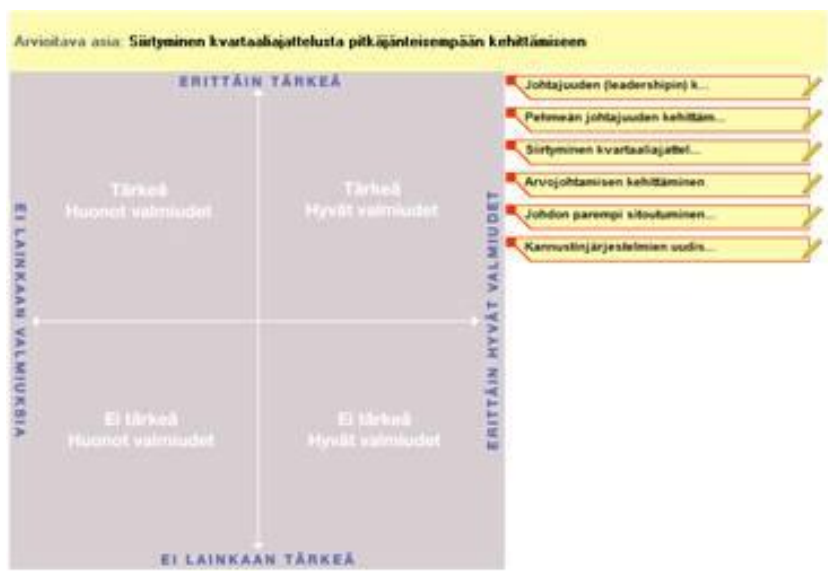 Arvioitava asia: Siirtyminen kvartaaliajattelusta pitkäjänteisempään kehittämiseen
ERITTÄIN TÄRKEÄ
Johtajuuden (leadershipin) k...
Pehmeän johtajuuden kehittäm...
Siirtyminen kvartaaliajattel...
Arvojohtamisen kehittäminen
Johdon parempi sitoutuminen...
Kannustinjärjestelmien uudis...
Tärkeä
Huonot valmiudet
Tärkeä
Hyvät valmiudet
EI LAINKAAN VALMIUKSIA
ERITTÄIN HYVÄT VALMIUDET
Ei tärkeä
Huonot valmiudet
Ei tärkeä
Hyvät valmiudet
EI LAINKAAN TÄRKEÄ